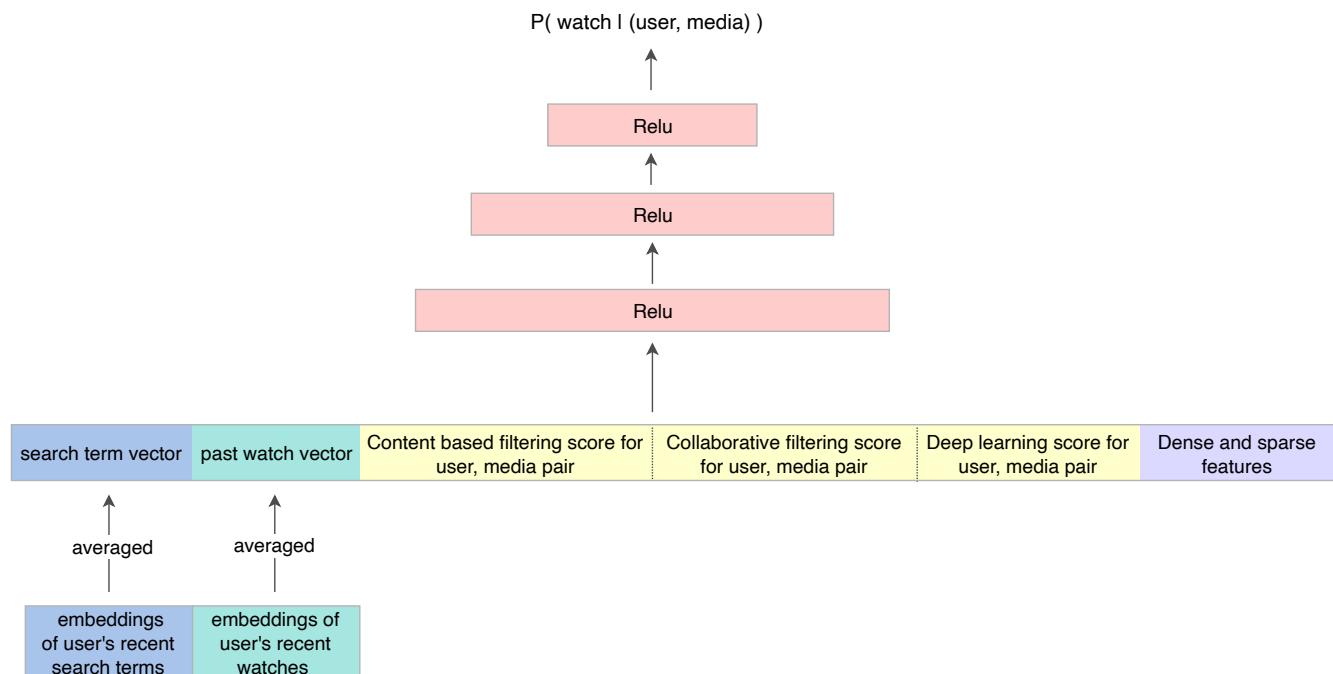 P( watch | (user, media) )
Relu
Relu
Relu
search term vector
past watch vector
Content based filtering score for
user, media pair
Collaborative filtering score
for user, media pair
Deep learning score for
user, media pair
Dense and sparse
features
averaged
averaged
embeddings
of user's recent
search terms
embeddings of
user's recent
watches